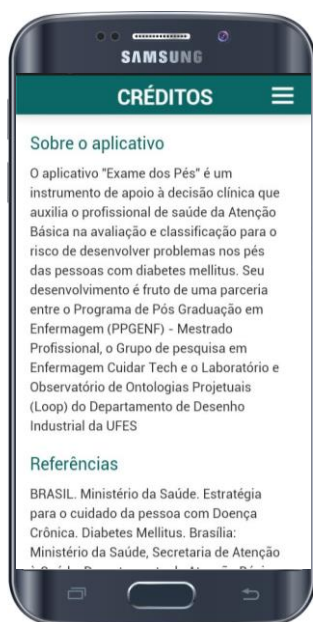 SAMSUNG
CRÉDITOS
Sobre o aplicativo
O aplicativo "Exame dos Pés" é um
instrumento de apoio à decisão clínica que
auxilia o profissional de saúde da Atenção
Básica na avaliação e classificação para o
risco de desenvolver problemas nos pés
das pessoas com diabetes mellitus. Seu
desenvolvimento é fruto de uma parceria
entre o Programa de Pós Graduação em
Enfermagem (PPGENF) - Mestrado
Profissional, o Grupo de pesquisa em
Enfermagem Cuidar Tech e o Laboratório e
Observatório de Ontologias Projetuais
(Loop) do Departamento de Desenho
Industrial da UFES
Referências
BRASIL. Ministério da Saúde. Estratégia
para o cuidado da pessoa com Doença
Crônica. Diabetes Mellitus. Brasília:
Ministério da Saúde, Secretaria de Atenção